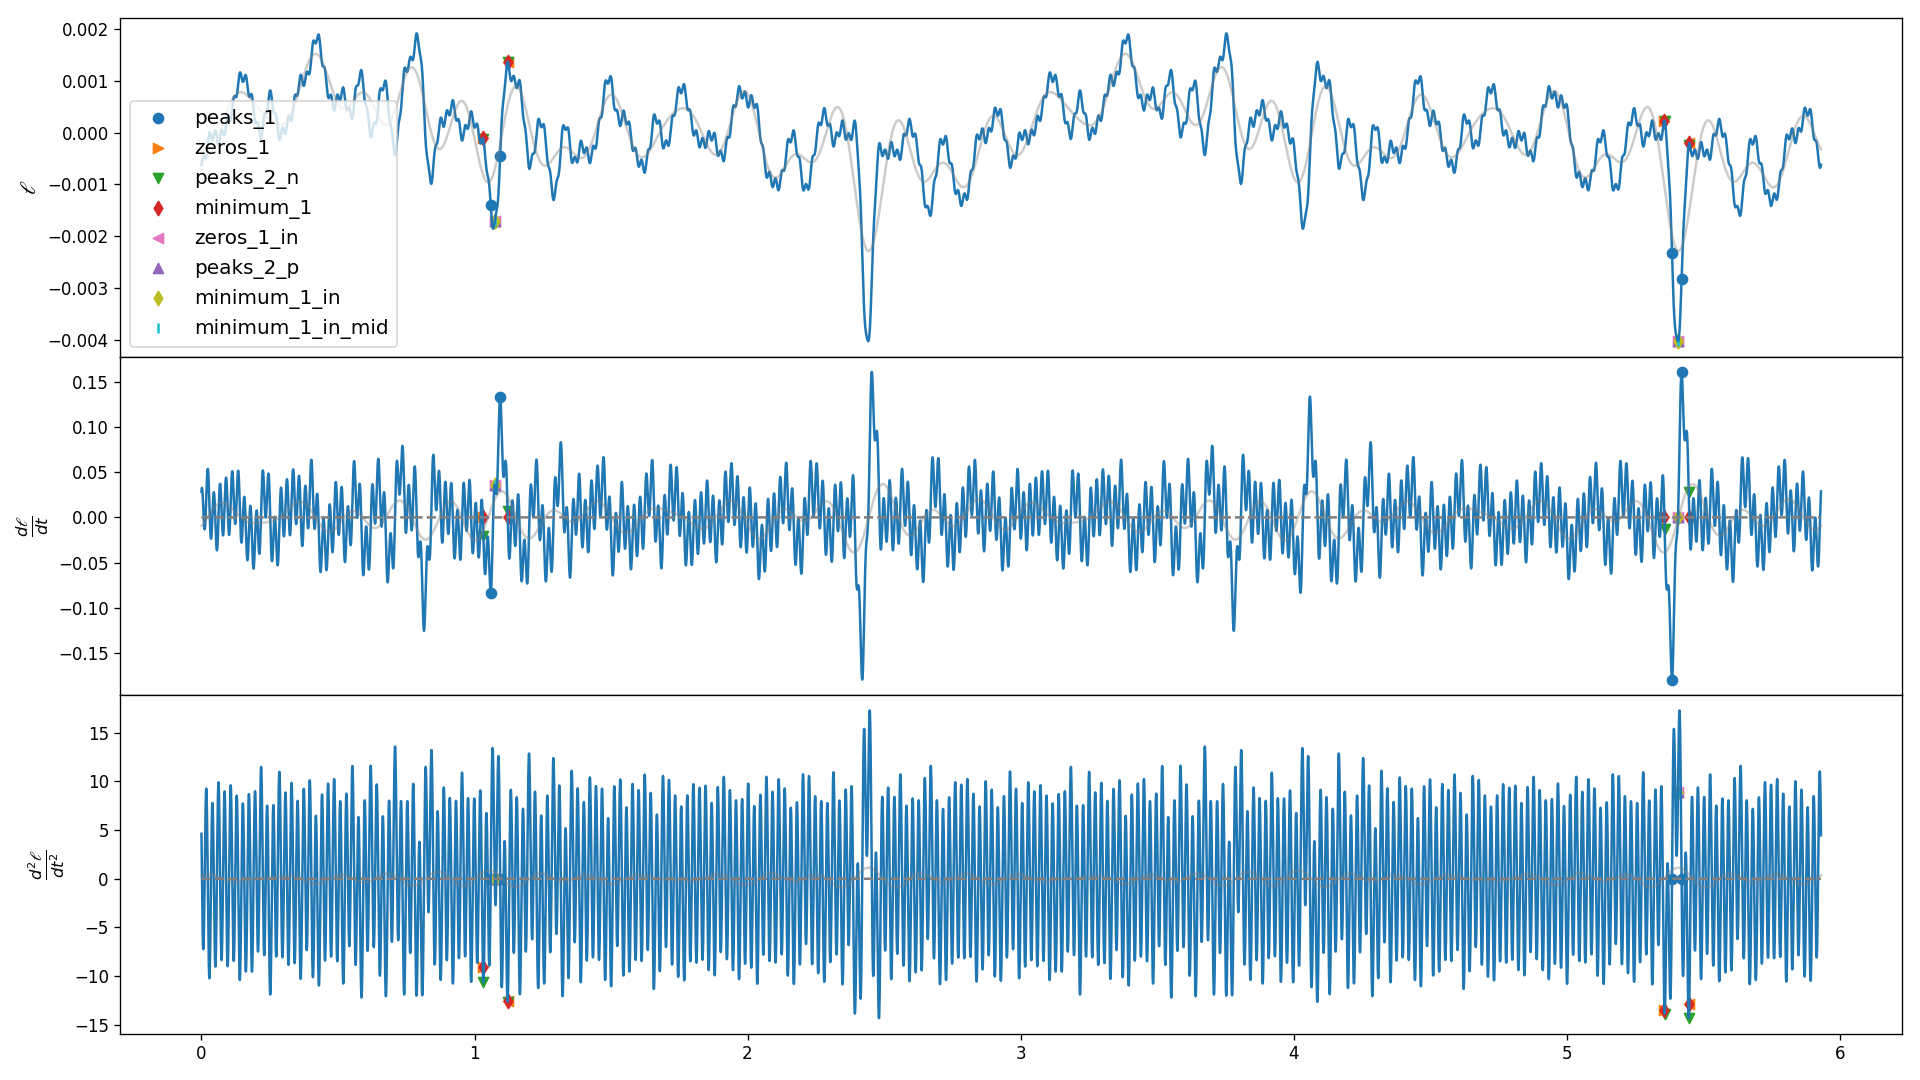 0.002
0.001
0.000
−0.001
−0.002
−0.003
−0.004
ℓ
peaks_1
zeros_1
peaks_2_n
minimum_1
zeros_1_in
peaks_2_p
minimum_1_in
minimum_1_in_mid
0.15
0.10
0.05
0.00
−0.05
−0.10
−0.15
dℓ
dt
15
10
5
0
−5
−10
−15
d²ℓ
dt²
0 1 2 3 4 5 6